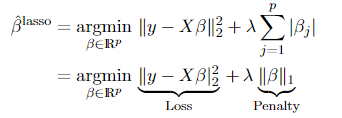 β̂^lasso = argmin_{β∈ℝ^p} ‖y − Xβ‖₂² + λ ∑_{j=1}^{p} |β_j|
= argmin_{β∈ℝ^p} ‖y − Xβ|₂² + λ ‖β‖₁
Loss Penalty